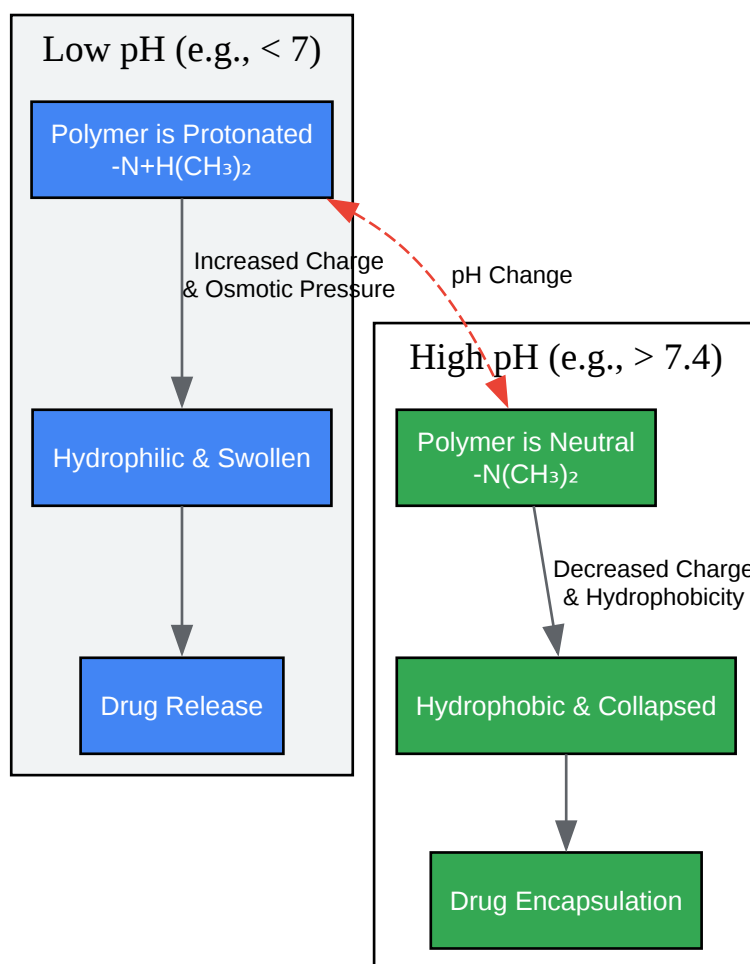 Low pH (e.g., < 7)
Polymer is Protonated
-N+H(CH₃)₂
Increased Charge
& Osmotic Pressure
Hydrophilic & Swollen
Drug Release
pH Change
High pH (e.g., > 7.4)
Polymer is Neutral
-N(CH₃)₂
Decreased Charge
& Hydrophobicity
Hydrophobic & Collapsed
Drug Encapsulation